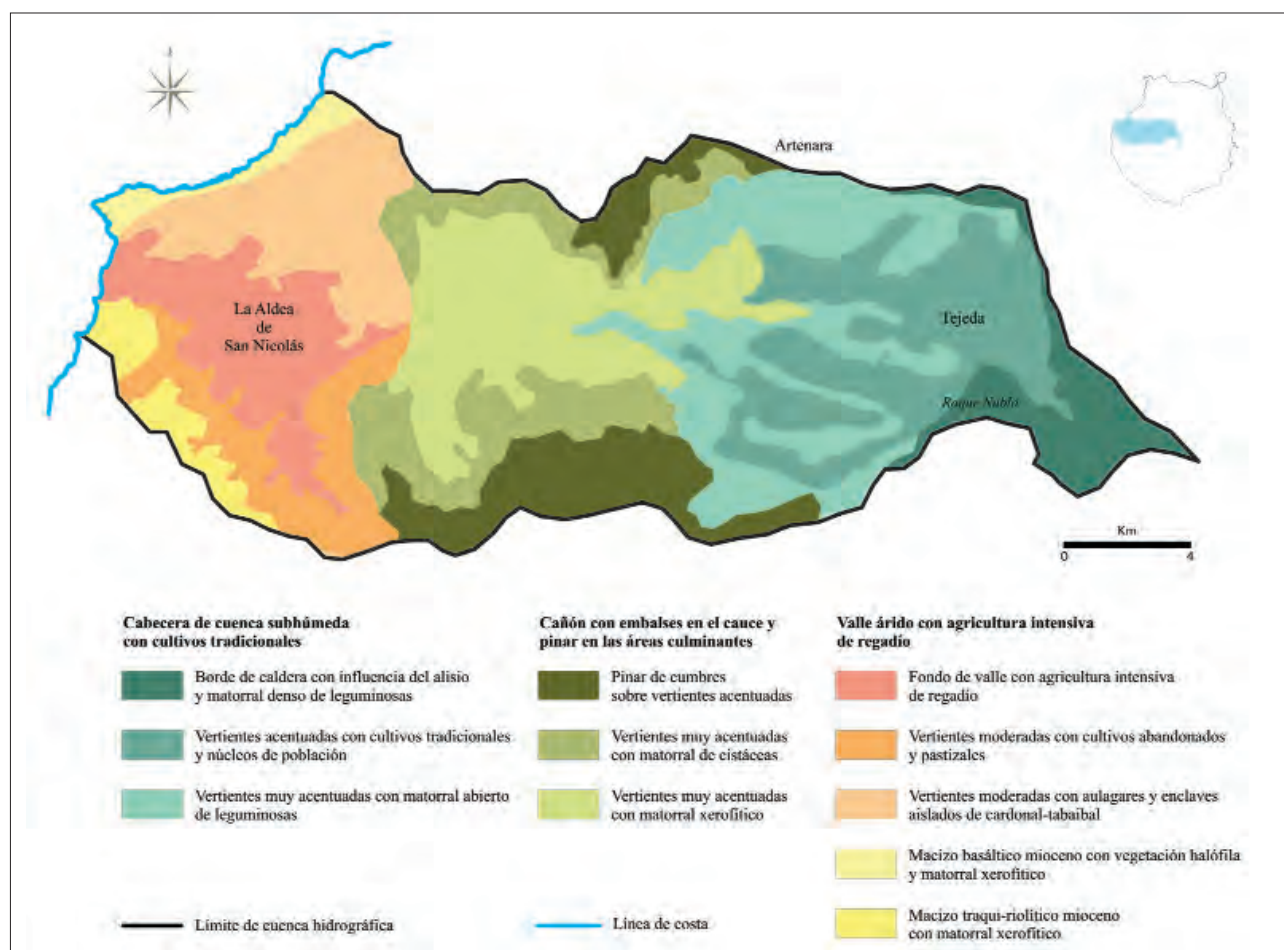 Artenara
La Aldea
de
San Nicolás
Tejeda
Roque Nublo
Km
0 4
Cabecera de cuenca subhúmeda
con cultivos tradicionales
Borde de caldera con influencia del alisio
y matorral denso de leguminosas
Vertientes acentuadas con cultivos tradicionales
y núcleos de población
Vertientes muy acentuadas con matorral abierto
de leguminosas
Cañón con embalses en el cauce y
pinar en las áreas culminantes
Pinar de cumbres
sobre vertientes acentuadas
Vertientes muy acentuadas
con matorral de cistáceas
Vertientes muy acentuadas
con matorral xerofítico
Valle árido con agricultura intensiva
de regadío
Fondo de valle con agricultura intensiva
de regadío
Vertientes moderadas con cultivos abandonados
y pastizales
Vertientes moderadas con aulagares y enclaves
aislados de cardonal-tabaibal
Macizo basáltico mioceno con vegetación halófila
y matorral xerofítico
Macizo traqui-riolítico mioceno
con matorral xerofítico
Límite de cuenca hidrográfica
Línea de costa